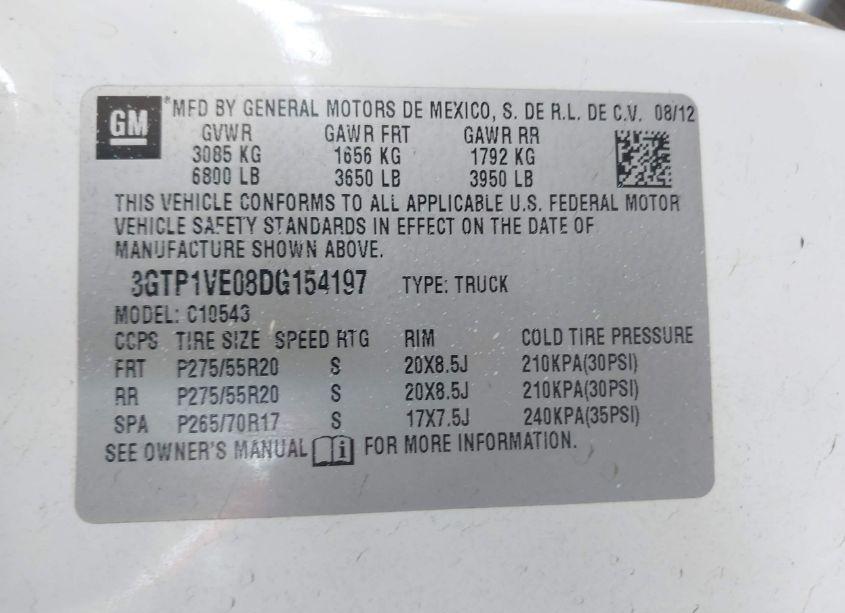 GM *MFD BY GENERAL MOTORS DE MEXICO, S. DE R.L. DE C.V. 08/12
GVWR GAWR FRT GAWR RR
3085 KG 1656 KG 1792 KG
6800 LB 3650 LB 3950 LB
THIS VEHICLE CONFORMS TO ALL APPLICABLE U.S. FEDERAL MOTOR
VEHICLE SAFETY STANDARDS IN EFFECT ON THE DATE OF
MANUFACTURE SHOWN ABOVE.
3GTP1VE08DG154197 TYPE: TRUCK
MODEL: C10543
CCPS TIRE SIZE SPEED RTG RIM COLD TIRE PRESSURE
FRT P275/55R20 S 20X8.5J 210KPA(30PSI)
RR P275/55R20 S 20X8.5J 210KPA(30PSI)
SPA P265/70R17 S 17X7.5J 240KPA(35PSI)
SEE OWNER'S MANUAL i FOR MORE INFORMATION.